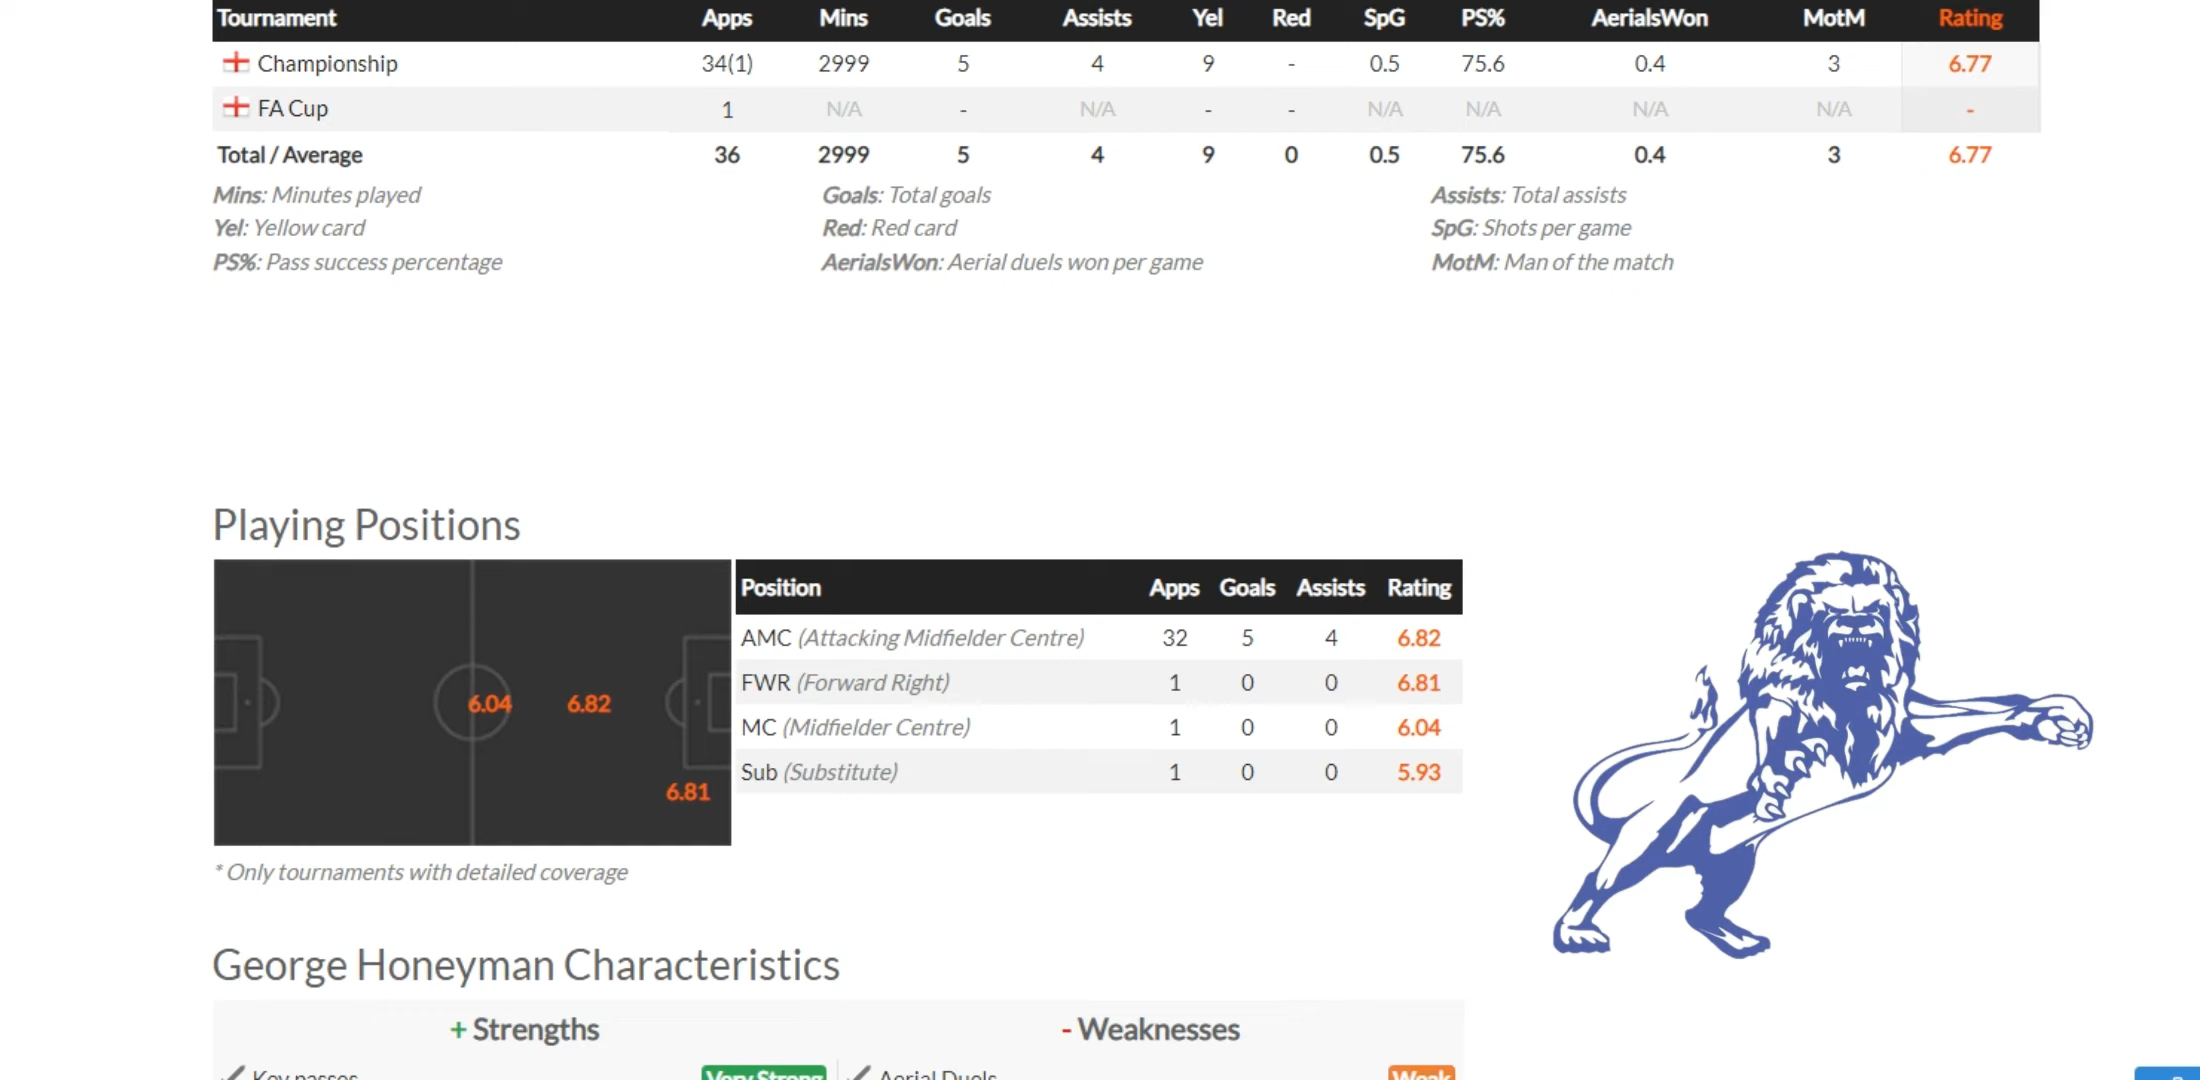 Tournament Apps Mins Goals Assists Yel Red SpG PS% AerialsWon MotM Rating
Championship 34(1) 2999 5 4 9 - 0.5 75.6 0.4 3 6.77
FA Cup 1 N/A - N/A - - N/A N/A N/A N/A -
Total / Average 36 2999 5 4 9 0 0.5 75.6 0.4 3 6.77
Mins: Minutes played Goals: Total goals Assists: Total assists
Yel: Yellow card Red: Red card SpG: Shots per game
PS%: Pass success percentage AerialsWon: Aerial duels won per game MotM: Man of the match
Playing Positions
Position Apps Goals Assists Rating
AMC (Attacking Midfielder Centre) 32 5 4 6.82
FWR (Forward Right) 1 0 0 6.81
6.04 6.82
MC (Midfielder Centre) 1 0 0 6.04
Sub (Substitute) 1 0 0 5.93
6.81
* Only tournaments with detailed coverage
George Honeyman Characteristics
+ Strengths - Weaknesses
Key passes Very Strong Aerial Duels Weak